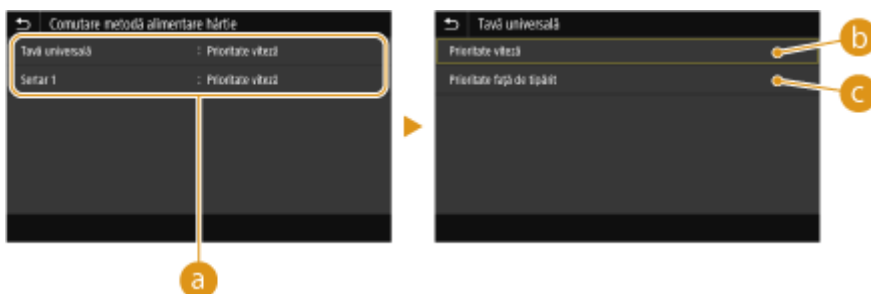 Comutare metodă alimentare hârtie
Tavă universală : Prioritate viteză
Sertar 1 : Prioritate viteză
a
Tavă universală
Prioritate viteză
Prioritate faţă de tipărit
b
c